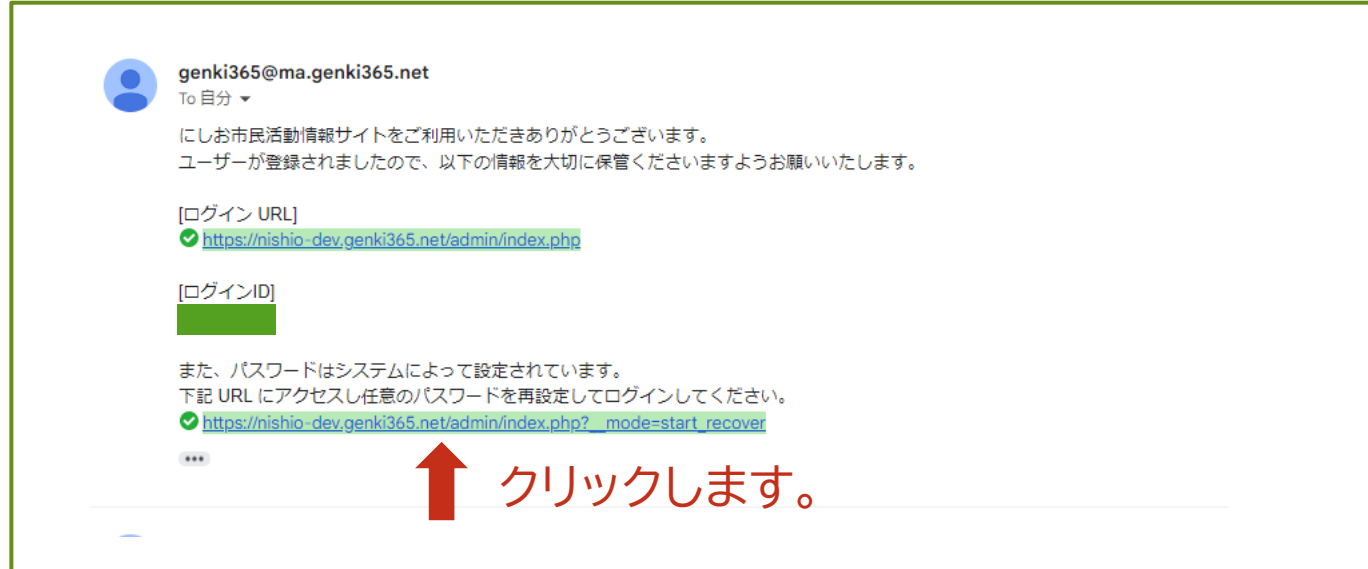 genki365@ma.genki365.net
To 自分
にしお市民活動情報サイトをご利用いただきありがとうございます。
ユーザーが登録されましたので、以下の情報を大切に保管くださいますようお願いいたします。
[ログイン URL]
https://nishio-dev.genki365.net/admin/index.php
[ログインID]
また、パスワードはシステムによって設定されています。
下記 URL にアクセスし任意のパスワードを再設定してログインしてください。
https://nishio-dev.genki365.net/admin/index.php?__mode=start_recover
クリックします。